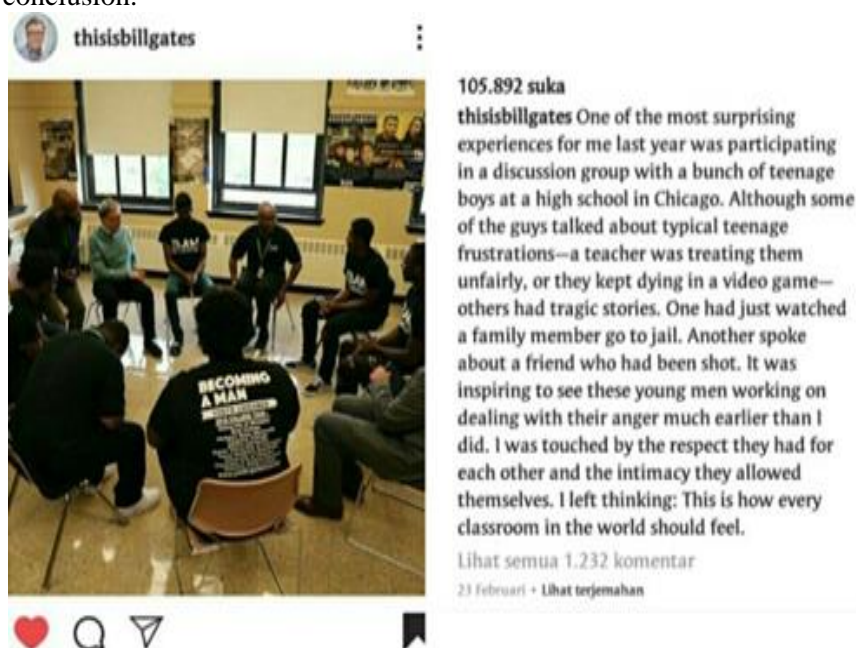 conclusion.
thisisbillgates
BECOMING
A MAN
105.892 suka
thisisbillgates One of the most surprising
experiences for me last year was participating
in a discussion group with a bunch of teenage
boys at a high school in Chicago. Although some
of the guys talked about typical teenage
frustrations—a teacher was treating them
unfairly, or they kept dying in a video game—
others had tragic stories. One had just watched
a family member go to jail. Another spoke
about a friend who had been shot. It was
inspiring to see these young men working on
dealing with their anger much earlier than I
did. I was touched by the respect they had for
each other and the intimacy they allowed
themselves. I left thinking: This is how every
classroom in the world should feel.
Lihat semua 1.232 komentar
23 Februari • Lihat terjemahan